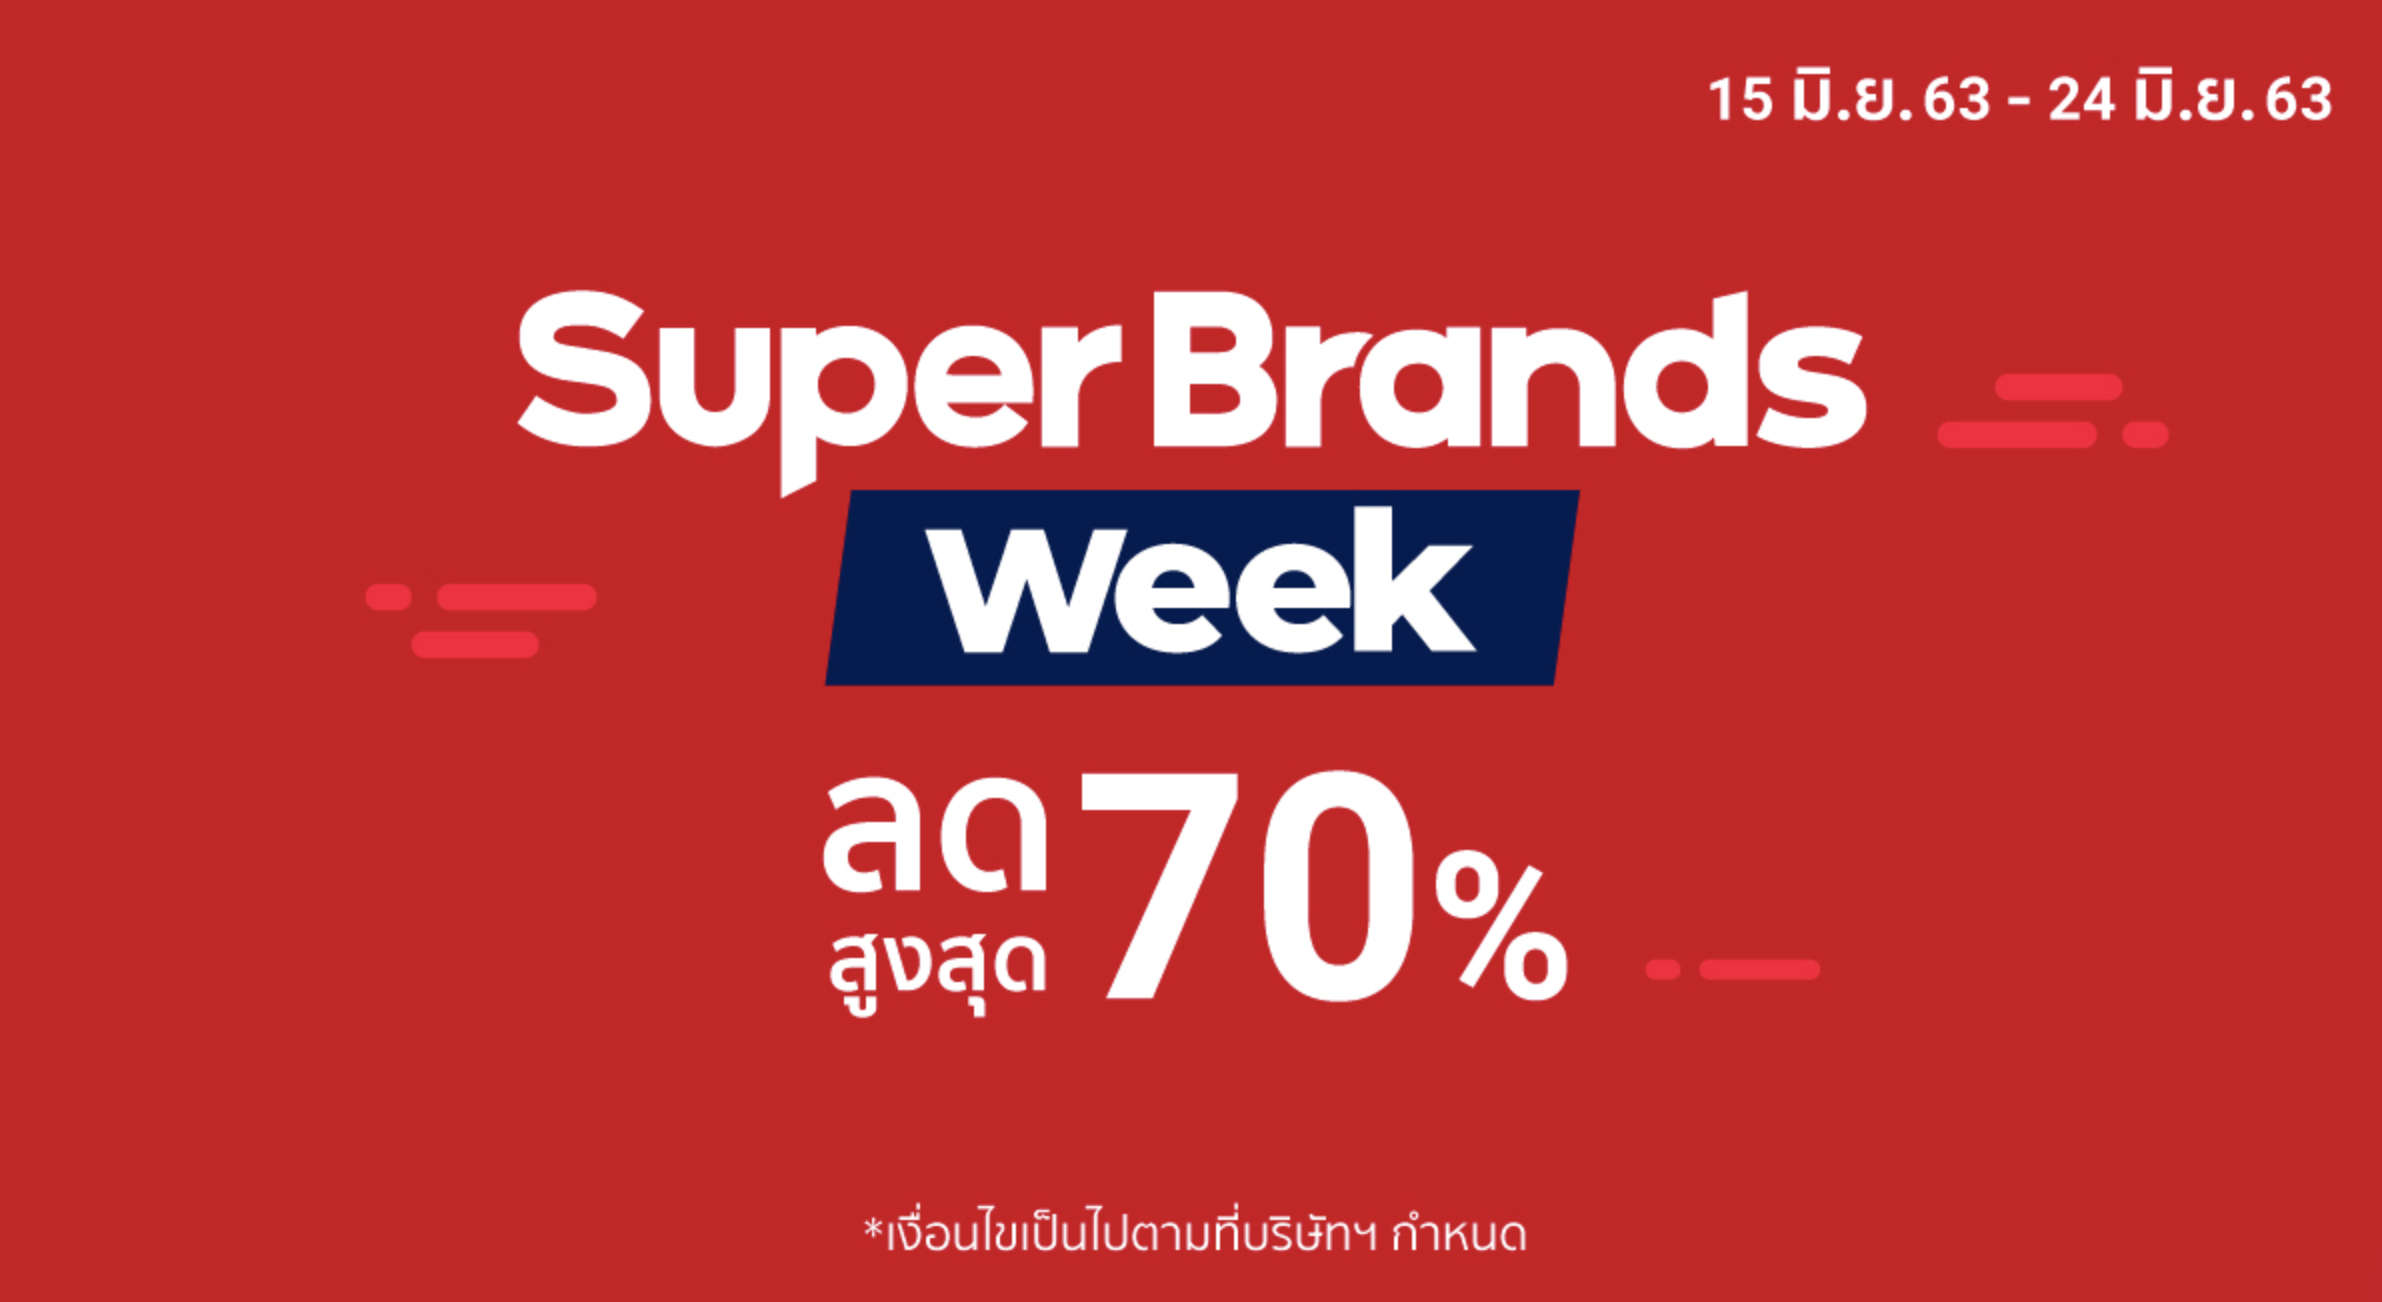 15 มิ.ย. 63 - 24 มิ.ย. 63
Super Brands
Week
ลด
สูงสุด
70%
*เงื่อนไขเป็นไปตามที่บริษัทฯ กำหนด